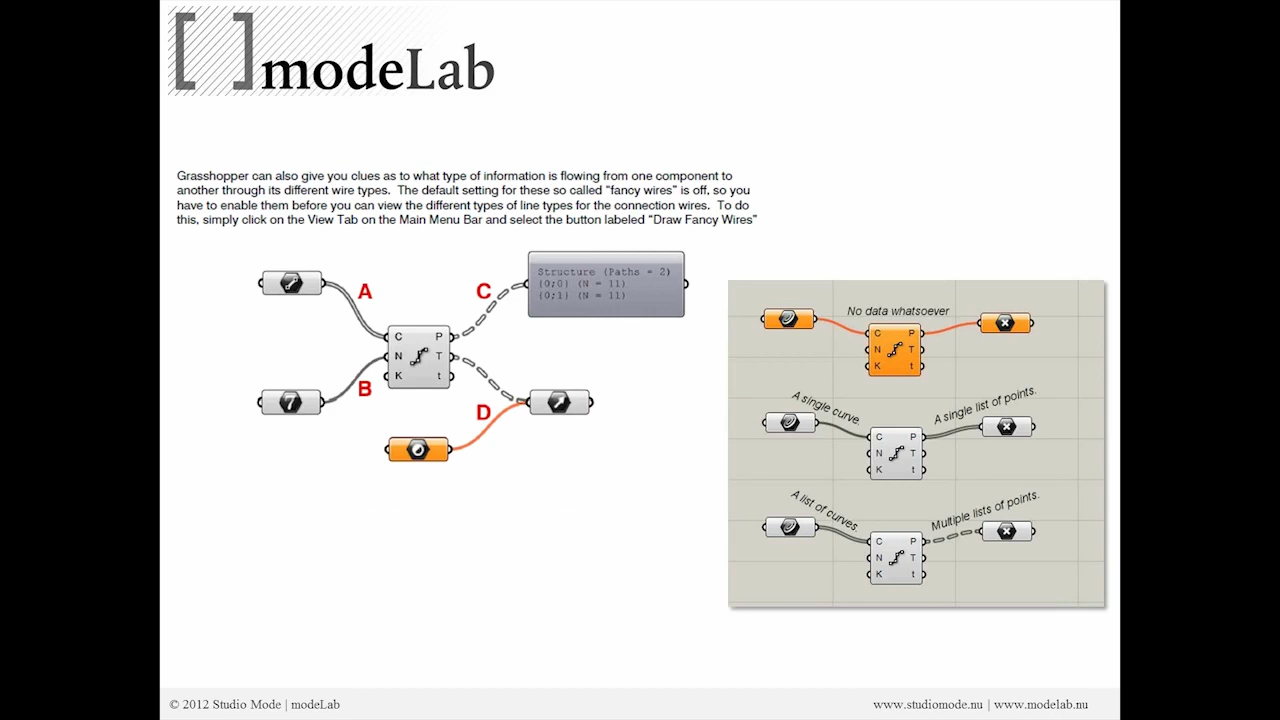 [ ] modeLab
Grasshopper can also give you clues as to what type of information is flowing from one component to
another through its different wire types.  The default setting for these so called "fancy wires" is off, so you
have to enable them before you can view the different types of line types for the connection wires.  To do
this, simply click on the View Tab on the Main Menu Bar and select the button labeled "Draw Fancy Wires"
A
C
Structure (Paths = 2)
{0;0} (N = 11)
{0;1} (N = 11)
C P
N T
K t
B
7
D
No data whatsoever
C P
N T
K t
A single curve.
A single list of points.
C P
N T
K t
A list of curves.
Multiple lists of points.
C P
N T
K t
© 2012 Studio Mode | modeLab
www.studiomode.nu | www.modelab.nu